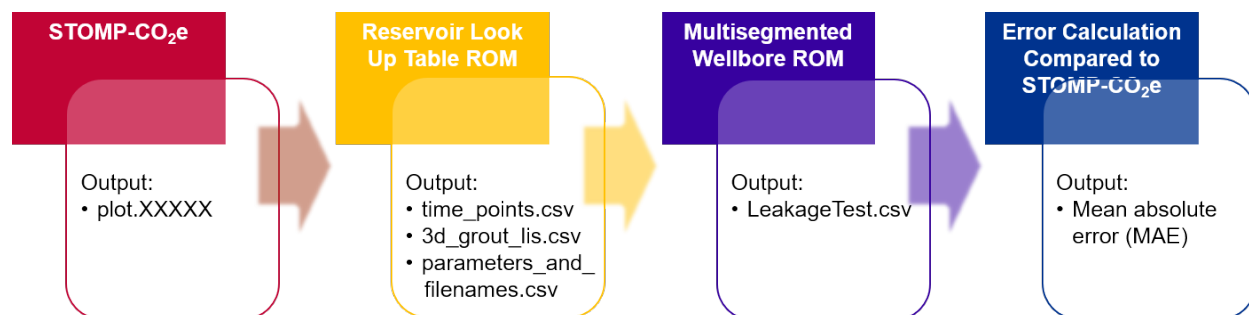 STOMP-CO₂e
Output:
• plot.XXXXX
Reservoir Look
Up Table ROM
Output:
• time_points.csv
• 3d_grout_lis.csv
• parameters_and_
filenames.csv
Multisegmented
Wellbore ROM
Output:
• LeakageTest.csv
Error Calculation
Compared to
STOMP-CO₂e
Output:
• Mean absolute
error (MAE)